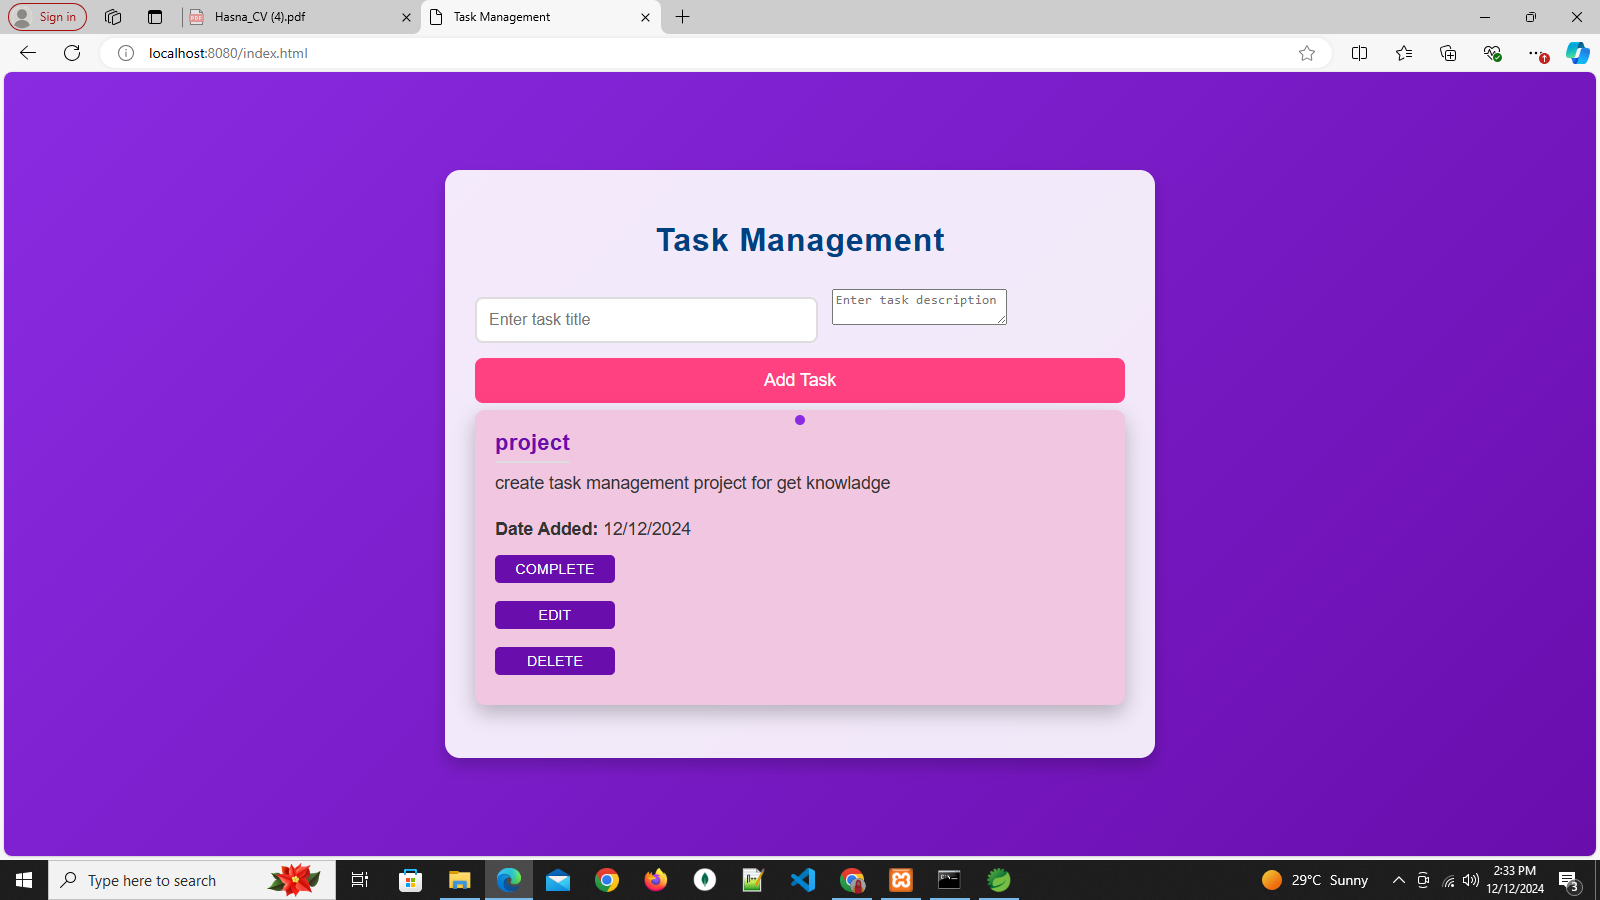 Sign in
Hasna_CV (4).pdf
Task Management
localhost:8080/index.html
Task Management
Enter task title
Enter task description
Add Task
project
create task management project for get knowladge
Date Added: 12/12/2024
COMPLETE
EDIT
DELETE
Type here to search
29°C Sunny
2:33 PM
12/12/2024
3